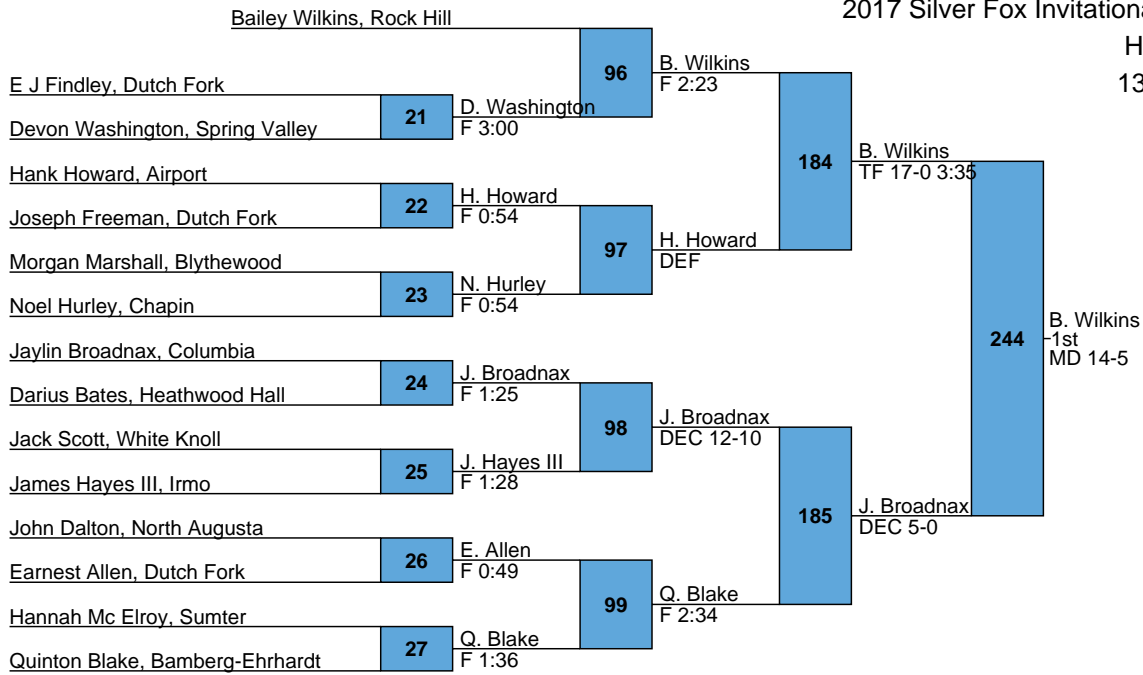 Bailey Wilkins, Rock Hill
2017 Silver Fox Invitationa
H
13
96
B. Wilkins
F 2:23
E J Findley, Dutch Fork
21
D. Washington
F 3:00
Devon Washington, Spring Valley
184
B. Wilkins
TF 17-0 3:35
Hank Howard, Airport
22
H. Howard
F 0:54
Joseph Freeman, Dutch Fork
97
H. Howard
DEF
Morgan Marshall, Blythewood
23
N. Hurley
F 0:54
Noel Hurley, Chapin
244
B. Wilkins
1st
MD 14-5
Jaylin Broadnax, Columbia
24
J. Broadnax
F 1:25
Darius Bates, Heathwood Hall
98
J. Broadnax
DEC 12-10
Jack Scott, White Knoll
25
J. Hayes III
F 1:28
James Hayes III, Irmo
185
J. Broadnax
DEC 5-0
John Dalton, North Augusta
26
E. Allen
F 0:49
Earnest Allen, Dutch Fork
99
Q. Blake
F 2:34
Hannah Mc Elroy, Sumter
27
Q. Blake
F 1:36
Quinton Blake, Bamberg-Ehrhardt